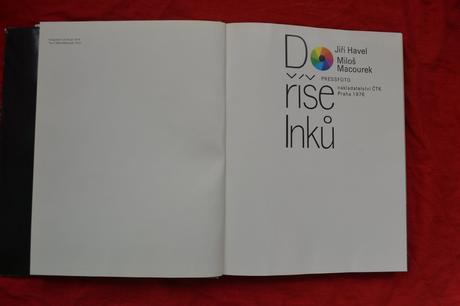 Do
říše
Inků
Jiří Havel
Miloš
Macourek
PRESSFOTO
nakladatelství ČTK
Praha 1976